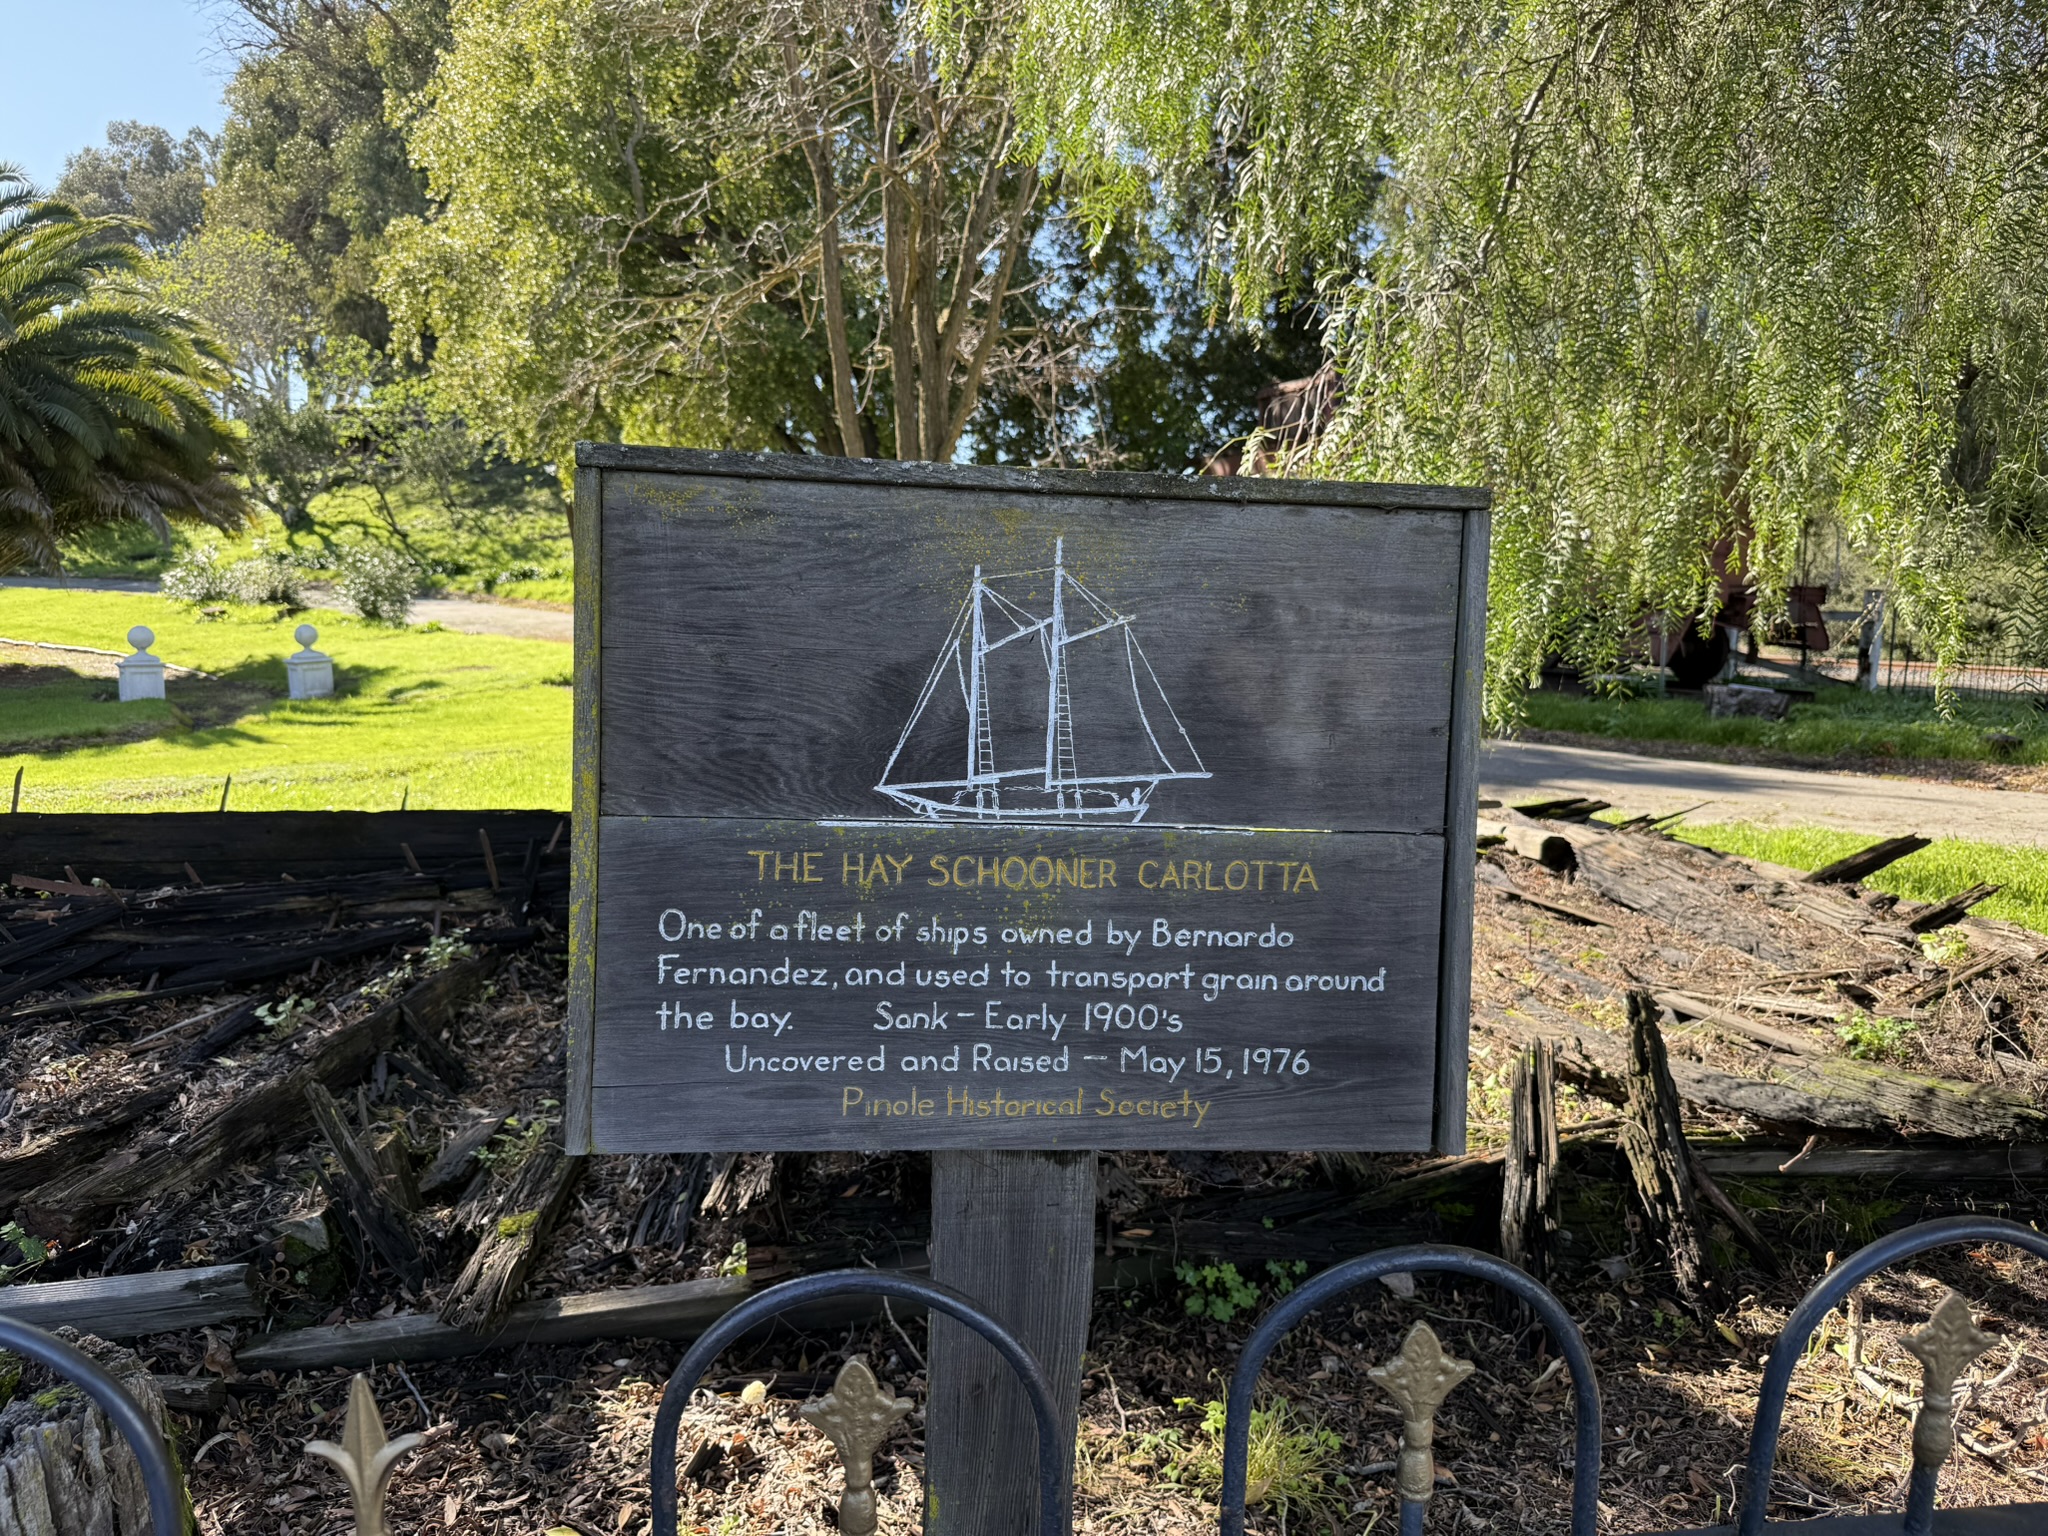 THE HAY SCHOONER CARLOTTA
One of a fleet of ships owned by Bernardo
Fernandez, and used to transport grain around
the bay. Sank - Early 1900's
Uncovered and Raised - May 15, 1976
Pinole Historical Society